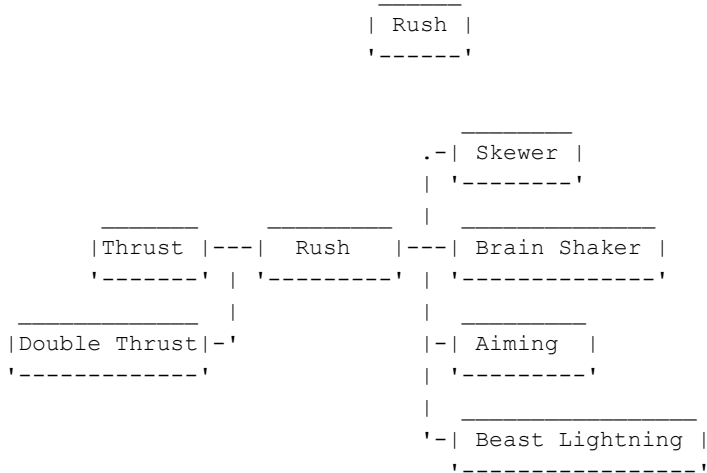 Rush
Skewer
Thrust Rush Brain Shaker
Double Thrust Aiming
Beast Lightning